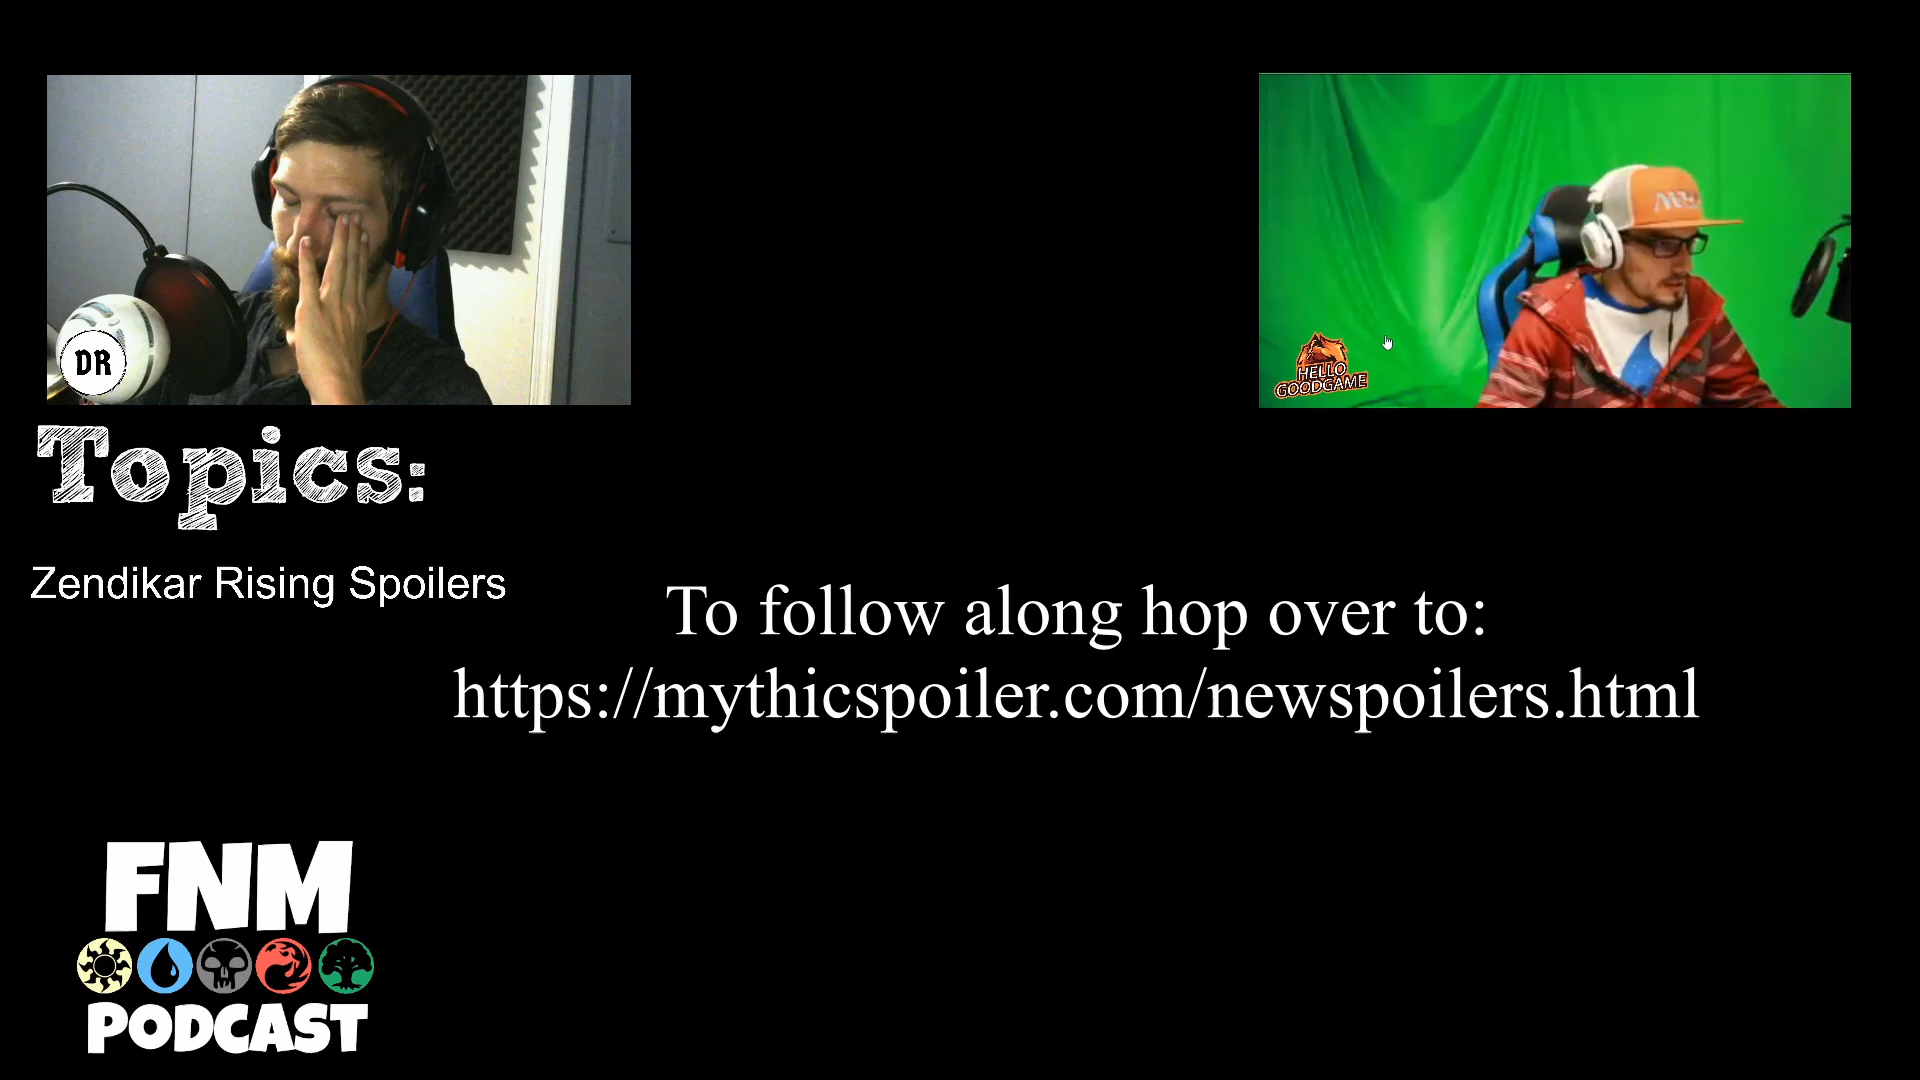 DR
HELLO
GOODGAME
Topics:
Zendikar Rising Spoilers
To follow along hop over to:
https://mythicspoiler.com/newspoilers.html
FNM
PODCAST